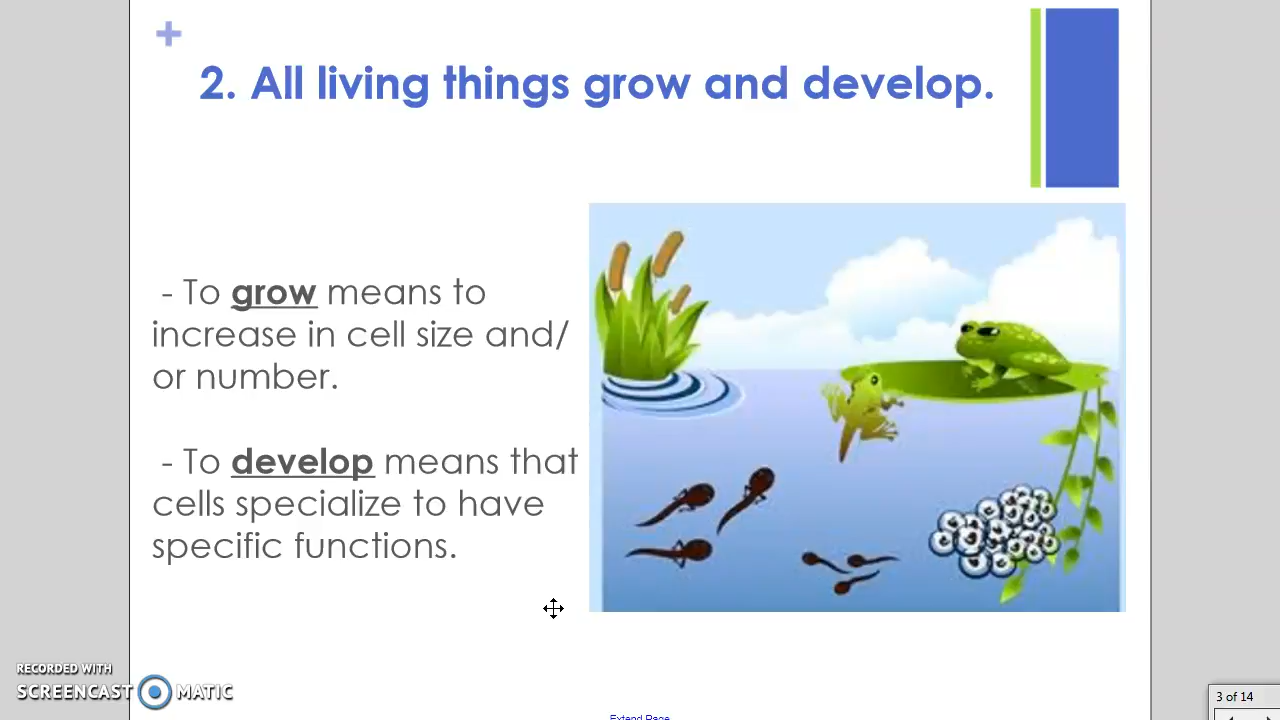 +
2. All living things grow and develop.
- To grow means to
increase in cell size and/
or number.
- To develop means that
cells specialize to have
specific functions.
RECORDED WITH
SCREENCAST MATIC
3 of 14
Extend Page